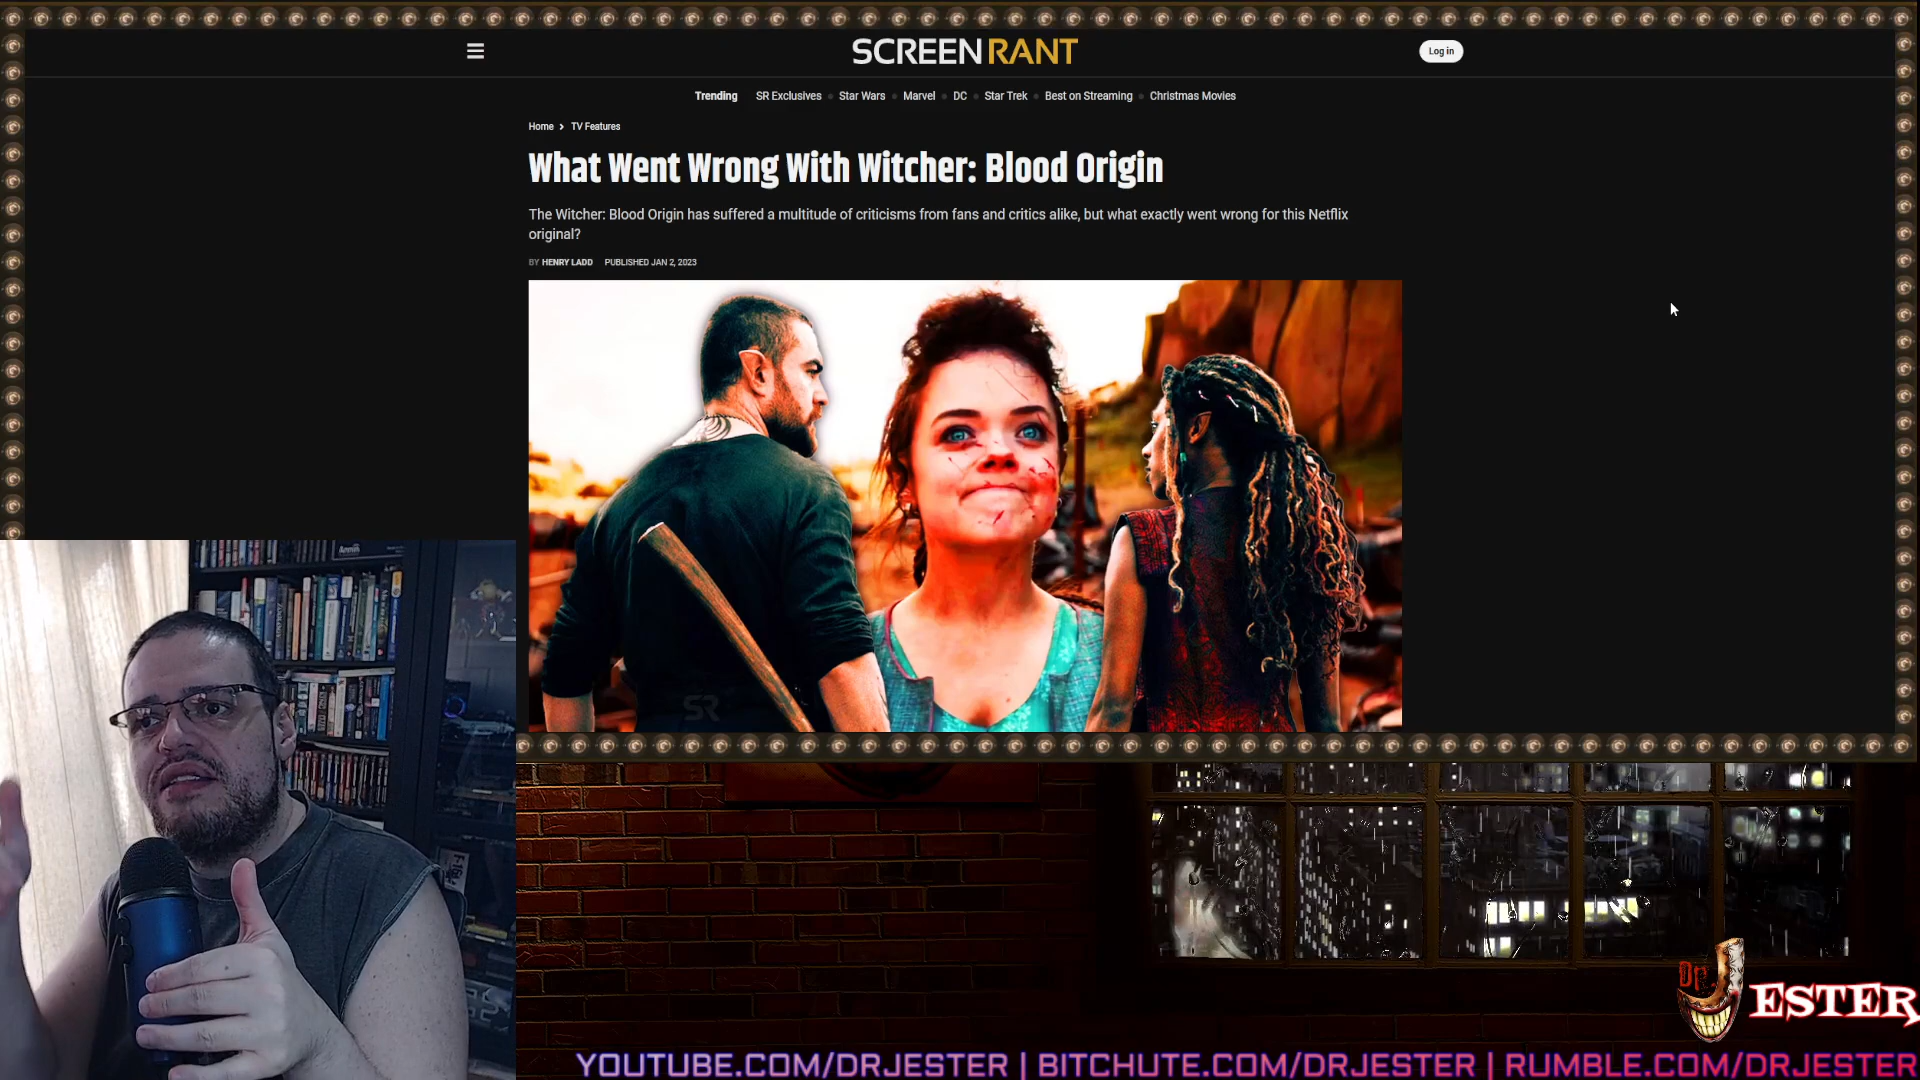 SCREENRANT
Log in
Trending SR Exclusives Star Wars Marvel DC Star Trek Best on Streaming Christmas Movies
Home > TV Features
What Went Wrong With Witcher: Blood Origin
The Witcher: Blood Origin has suffered a multitude of criticisms from fans and critics alike, but what exactly went wrong for this Netflix
original?
BY HENRY LADD PUBLISHED JAN 2, 2023
SR
Dr.
JESTER
YOUTUBE.COM/DRJESTER | BITCHUTE.COM/DRJESTER | RUMBLE.COM/DRJESTER